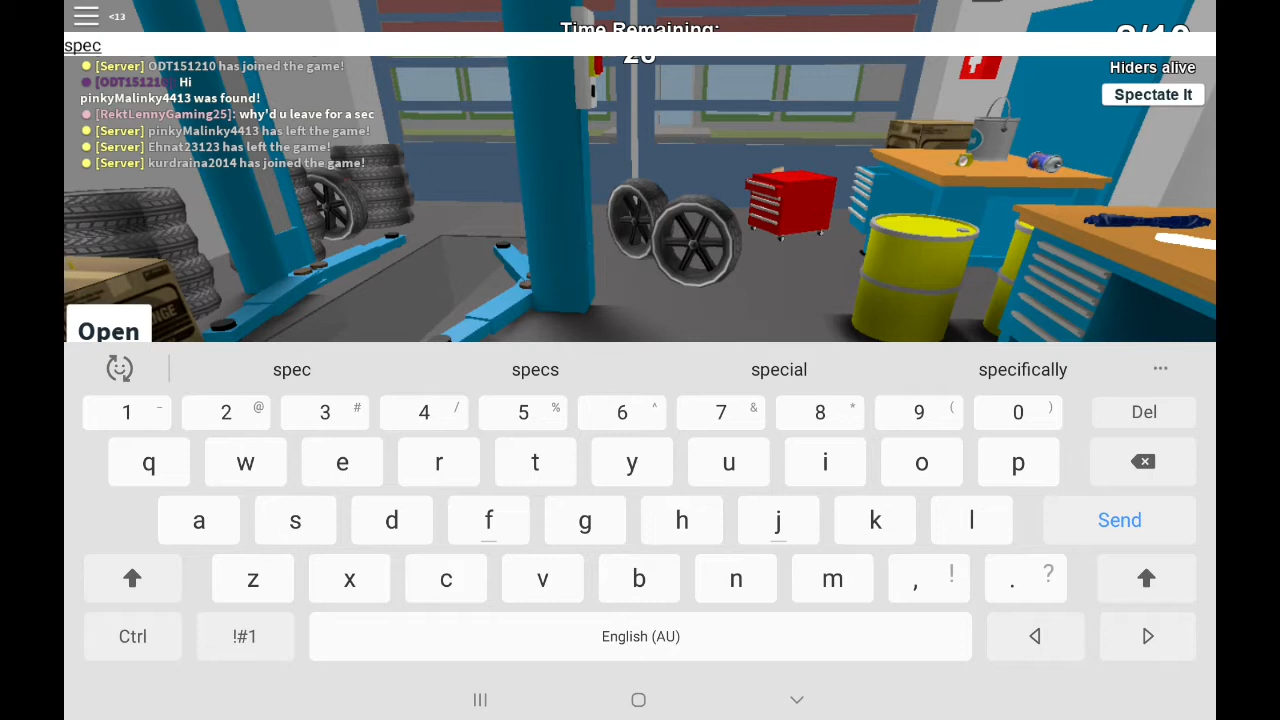 <13
Time Remaining:
spec
[Server] ODT151210 has joined the game!
Hiders alive
Hi
Spectate It
pinkyMalinky4413 was found!
[RektLennyGaming25]: why'd u leave for a sec
[Server] pinkyMalinky4413 has left the game!
[Server] Ehnat23123 has left the game!
[Server] kurdraina2014 has joined the game!
Open
spec specs special specifically ...
1 - 2 @ 3 # 4 / 5 % 6 ^ 7 & 8 * 9 ( 0 ) Del
q w e r t y u i o p
a s d f g h j k l Send
z x c v b n m , ! . ?
Ctrl !#1 English (AU)